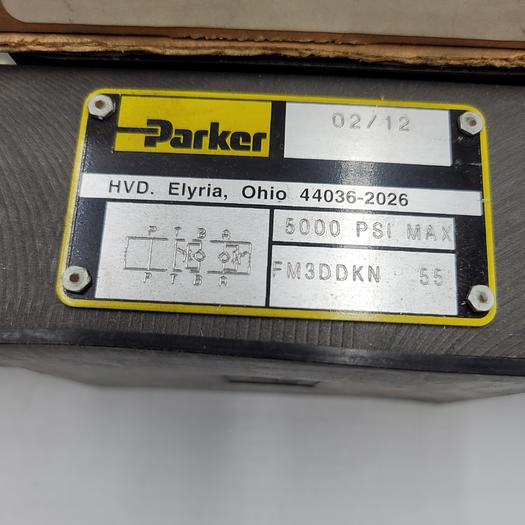 Parker
02/12
HVD. Elyria, Ohio 44036-2026
5000 PSI MAX
P T B A
P T B A
FM3DDKN 55